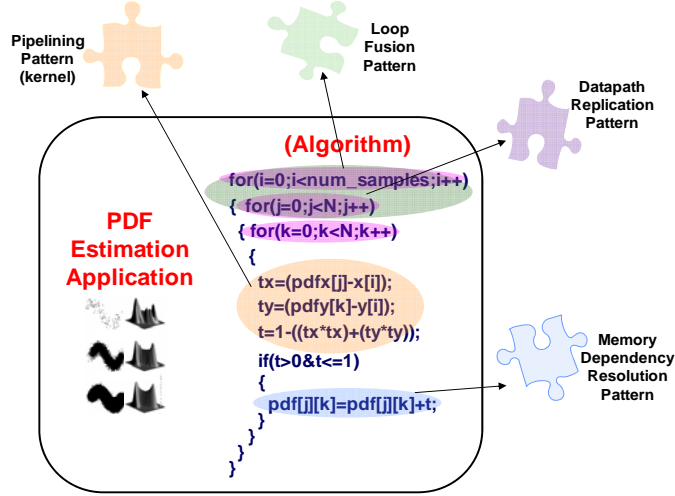 Pipelining
Pattern
(kernel)
Loop
Fusion
Pattern
Datapath
Replication
Pattern
(Algorithm)
for(i=0;i<num_samples;i++)
{ for(j=0;j<N;j++)
{ for(k=0;k<N;k++)
{
tx=(pdfx[j]-x[i]);
ty=(pdfy[k]-y[i]);
t=1-((tx*tx)+(ty*ty));
if(t>0&t<=1)
{
pdf[j][k]=pdf[j][k]+t;
}
}
}
}
PDF
Estimation
Application
Memory
Dependency
Resolution
Pattern